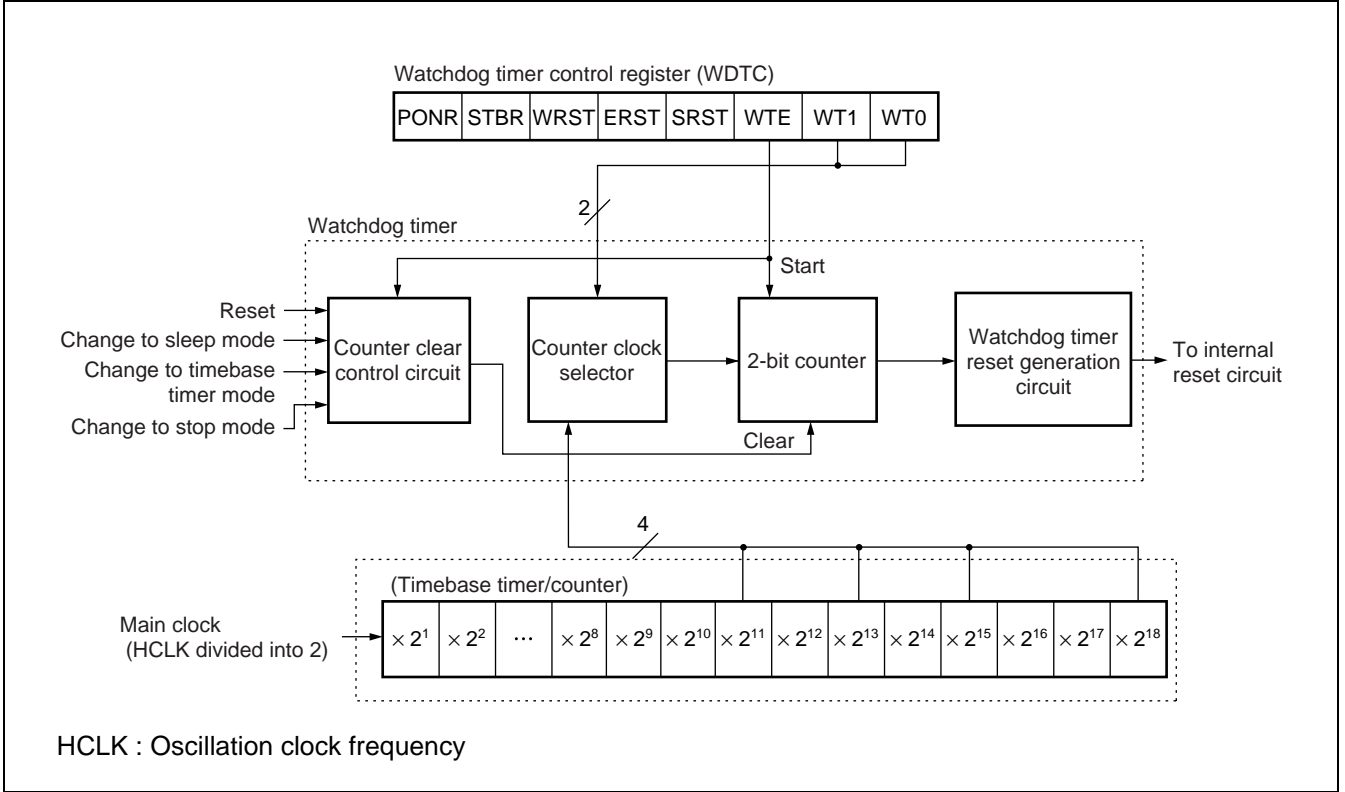 Watchdog timer control register (WDTC)
PONR STBR WRST ERST SRST WTE WT1 WT0
2
Watchdog timer
Start
Reset
Change to sleep mode
Change to timebase
timer mode
Change to stop mode
Counter clear
control circuit
Counter clock
selector
2-bit counter
Watchdog timer
reset generation
circuit
To internal
reset circuit
Clear
4
(Timebase timer/counter)
Main clock
(HCLK divided into 2)
× 2¹ × 2² ··· × 2⁸ × 2⁹ × 2¹⁰ × 2¹¹ × 2¹² × 2¹³ × 2¹⁴ × 2¹⁵ × 2¹⁶ × 2¹⁷ × 2¹⁸
HCLK : Oscillation clock frequency